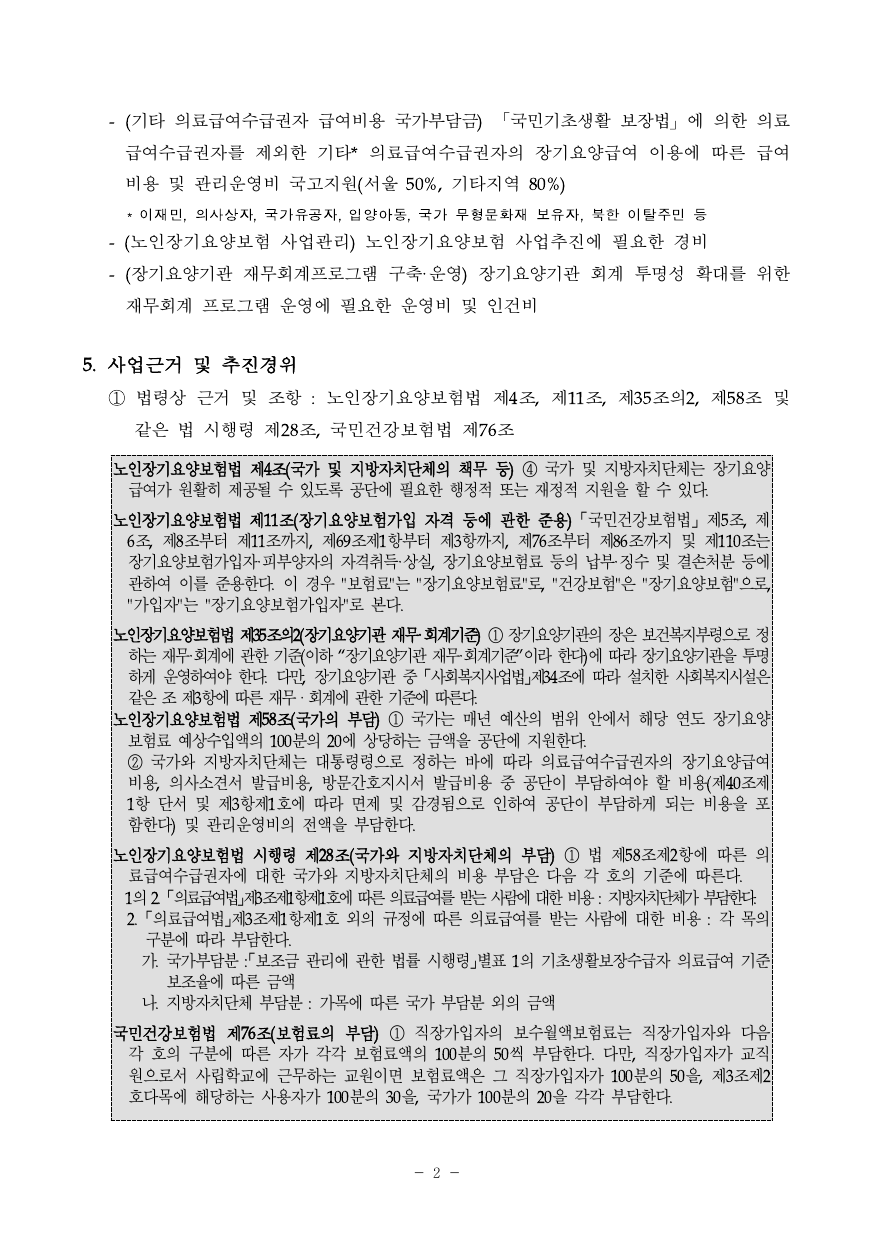 - (기타 의료급여수급권자 급여비용 국가부담금) 「국민기초생활 보장법」에 의한 의료
급여수급권자를 제외한 기타* 의료급여수급권자의 장기요양급여 이용에 따른 급여
비용 및 관리운영비 국고지원(서울 50%, 기타지역 80%)
* 이재민, 의사상자, 국가유공자, 입양아동, 국가 무형문화재 보유자, 북한 이탈주민 등
- (노인장기요양보험 사업관리) 노인장기요양보험 사업추진에 필요한 경비
- (장기요양기관 재무회계프로그램 구축·운영) 장기요양기관 회계 투명성 확대를 위한
재무회계 프로그램 운영에 필요한 운영비 및 인건비
5. 사업근거 및 추진경위
① 법령상 근거 및 조항 : 노인장기요양보험법 제4조, 제11조, 제35조의2, 제58조 및
같은 법 시행령 제28조, 국민건강보험법 제76조
노인장기요양보험법 제4조(국가 및 지방자치단체의 책무 등) ④ 국가 및 지방자치단체는 장기요양
급여가 원활히 제공될 수 있도록 공단에 필요한 행정적 또는 재정적 지원을 할 수 있다.
노인장기요양보험법 제11조(장기요양보험가입 자격 등에 관한 준용)「국민건강보험법」제5조, 제
6조, 제8조부터 제11조까지, 제69조제1항부터 제3항까지, 제76조부터 제86조까지 및 제110조는
장기요양보험가입자·피부양자의 자격취득·상실, 장기요양보험료 등의 납부·징수 및 결손처분 등에
관하여 이를 준용한다. 이 경우 "보험료"는 "장기요양보험료"로, "건강보험"은 "장기요양보험"으로,
"가입자"는 "장기요양보험가입자"로 본다.
노인장기요양보험법 제35조의2(장기요양기관 재무·회계기준) ① 장기요양기관의 장은 보건복지부령으로 정
하는 재무·회계에 관한 기준(이하 “장기요양기관 재무·회계기준”이라 한다)에 따라 장기요양기관을 투명
하게 운영하여야 한다. 다만, 장기요양기관 중 「사회복지사업법」제34조에 따라 설치한 사회복지시설은
같은 조 제3항에 따른 재무ㆍ회계에 관한 기준에 따른다.
노인장기요양보험법 제58조(국가의 부담) ① 국가는 매년 예산의 범위 안에서 해당 연도 장기요양
보험료 예상수입액의 100분의 20에 상당하는 금액을 공단에 지원한다.
② 국가와 지방자치단체는 대통령령으로 정하는 바에 따라 의료급여수급권자의 장기요양급여
비용, 의사소견서 발급비용, 방문간호지시서 발급비용 중 공단이 부담하여야 할 비용(제40조제
1항 단서 및 제3항제1호에 따라 면제 및 감경됨으로 인하여 공단이 부담하게 되는 비용을 포
함한다) 및 관리운영비의 전액을 부담한다.
노인장기요양보험법 시행령 제28조(국가와 지방자치단체의 부담) ① 법 제58조제2항에 따른 의
료급여수급권자에 대한 국가와 지방자치단체의 비용 부담은 다음 각 호의 기준에 따른다.
1의 2. 「의료급여법」제3조제1항제1호에 따른 의료급여를 받는 사람에 대한 비용 : 지방자치단체가 부담한다.
2. 「의료급여법」제3조제1항제1호 외의 규정에 따른 의료급여를 받는 사람에 대한 비용 : 각 목의
구분에 따라 부담한다.
가. 국가부담분 :「보조금 관리에 관한 법률 시행령」별표 1의 기초생활보장수급자 의료급여 기준
보조율에 따른 금액
나. 지방자치단체 부담분 : 가목에 따른 국가 부담분 외의 금액
국민건강보험법 제76조(보험료의 부담) ① 직장가입자의 보수월액보험료는 직장가입자와 다음
각 호의 구분에 따른 자가 각각 보험료액의 100분의 50씩 부담한다. 다만, 직장가입자가 교직
원으로서 사립학교에 근무하는 교원이면 보험료액은 그 직장가입자가 100분의 50을, 제3조제2
호다목에 해당하는 사용자가 100분의 30을, 국가가 100분의 20을 각각 부담한다.
- 2 -